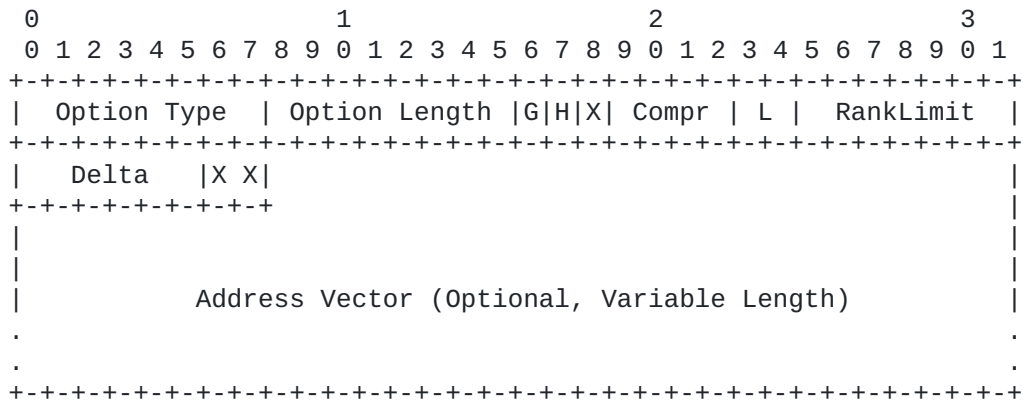 0                   1                   2                   3
 0 1 2 3 4 5 6 7 8 9 0 1 2 3 4 5 6 7 8 9 0 1 2 3 4 5 6 7 8 9 0 1
+-+-+-+-+-+-+-+-+-+-+-+-+-+-+-+-+-+-+-+-+-+-+-+-+-+-+-+-+-+-+-+-+
|  Option Type  | Option Length |G|H|X| Compr | L |  RankLimit  |
+-+-+-+-+-+-+-+-+-+-+-+-+-+-+-+-+-+-+-+-+-+-+-+-+-+-+-+-+-+-+-+-+
|   Delta   |X X|                                               |
+-+-+-+-+-+-+-+-+                                               |
|                                                               |
|                                                               |
|           Address Vector (Optional, Variable Length)          |
.                                                               .
.                                                               .
+-+-+-+-+-+-+-+-+-+-+-+-+-+-+-+-+-+-+-+-+-+-+-+-+-+-+-+-+-+-+-+-+